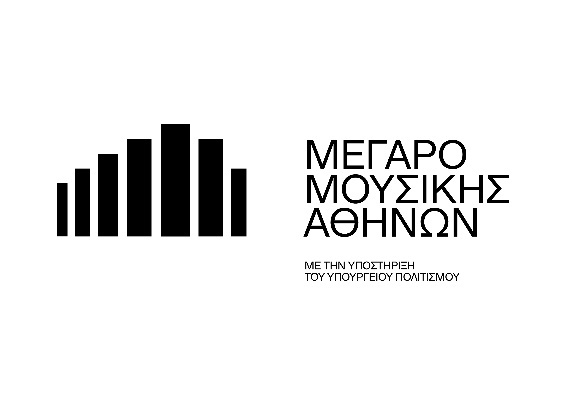 ΜΕΓΑΡΟ
ΜΟΥΣΙΚΗΣ
ΑΘΗΝΩΝ
ΜΕ ΤΗΝ ΥΠΟΣΤΗΡΙΞΗ
ΤΟΥ ΥΠΟΥΡΓΕΙΟΥ ΠΟΛΙΤΙΣΜΟΥ